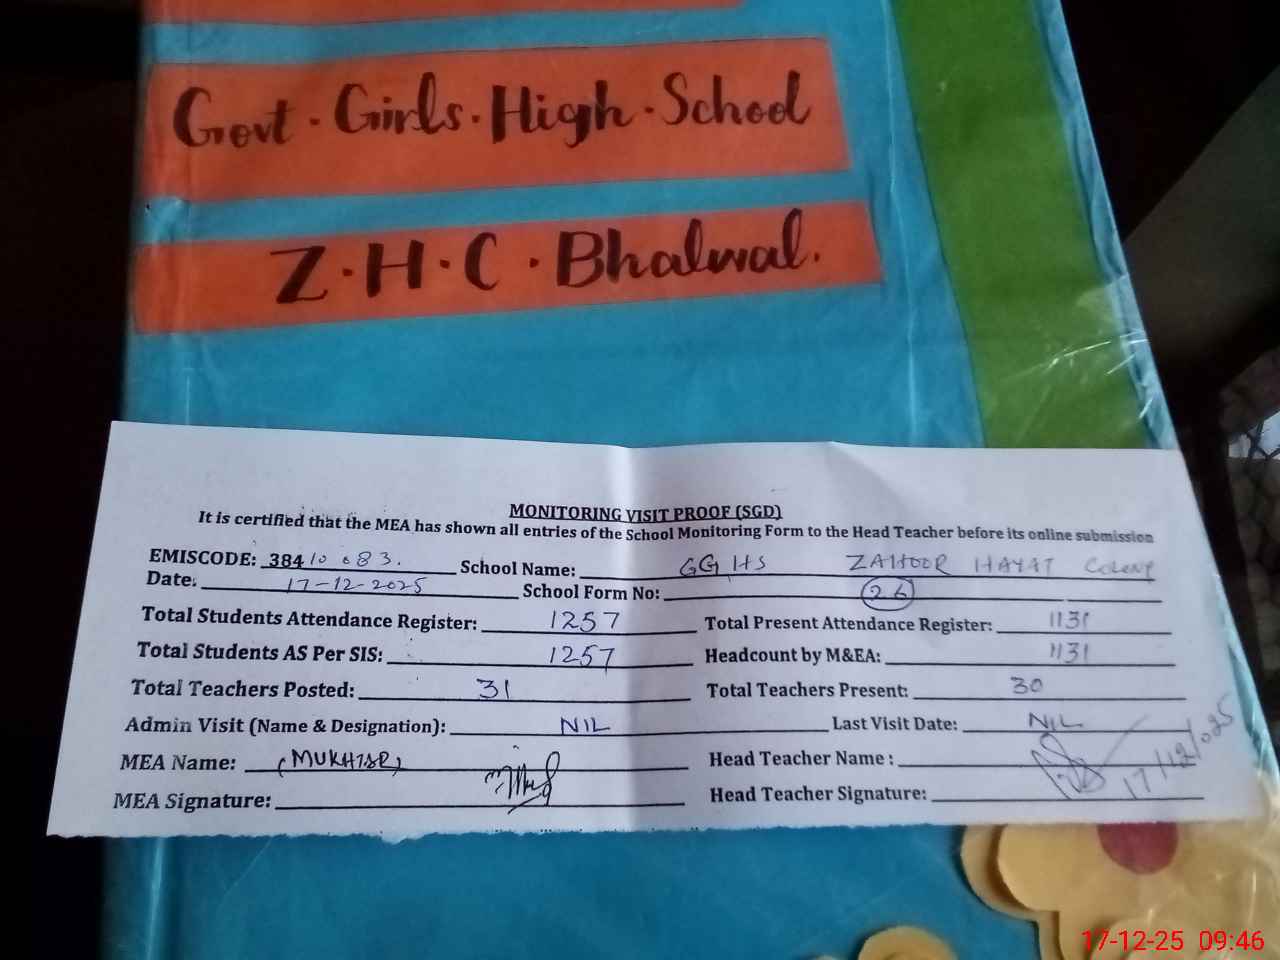 Govt. Girls. High. School
Z.H.C. Bhalwal.
MONITORING VISIT PROOF (SGD)
It is certified that the MEA has shown all entries of the School Monitoring Form to the Head Teacher before its online submission
EMISCODE: 38410083. School Name: GGHS ZAHOOR HAYAT Colony
Date: 17-12-2025 School Form No: 26
Total Students Attendance Register: 1257 Total Present Attendance Register: 1131
Total Students AS Per SIS: 1257 Headcount by M&EA: 1131
Total Teachers Posted: 31 Total Teachers Present: 30
Admin Visit (Name & Designation): NIL Last Visit Date: NIL
MEA Name: (MUKHTAR) Head Teacher Name :
MEA Signature: Head Teacher Signature: 17/12/025
17-12-25 09:46